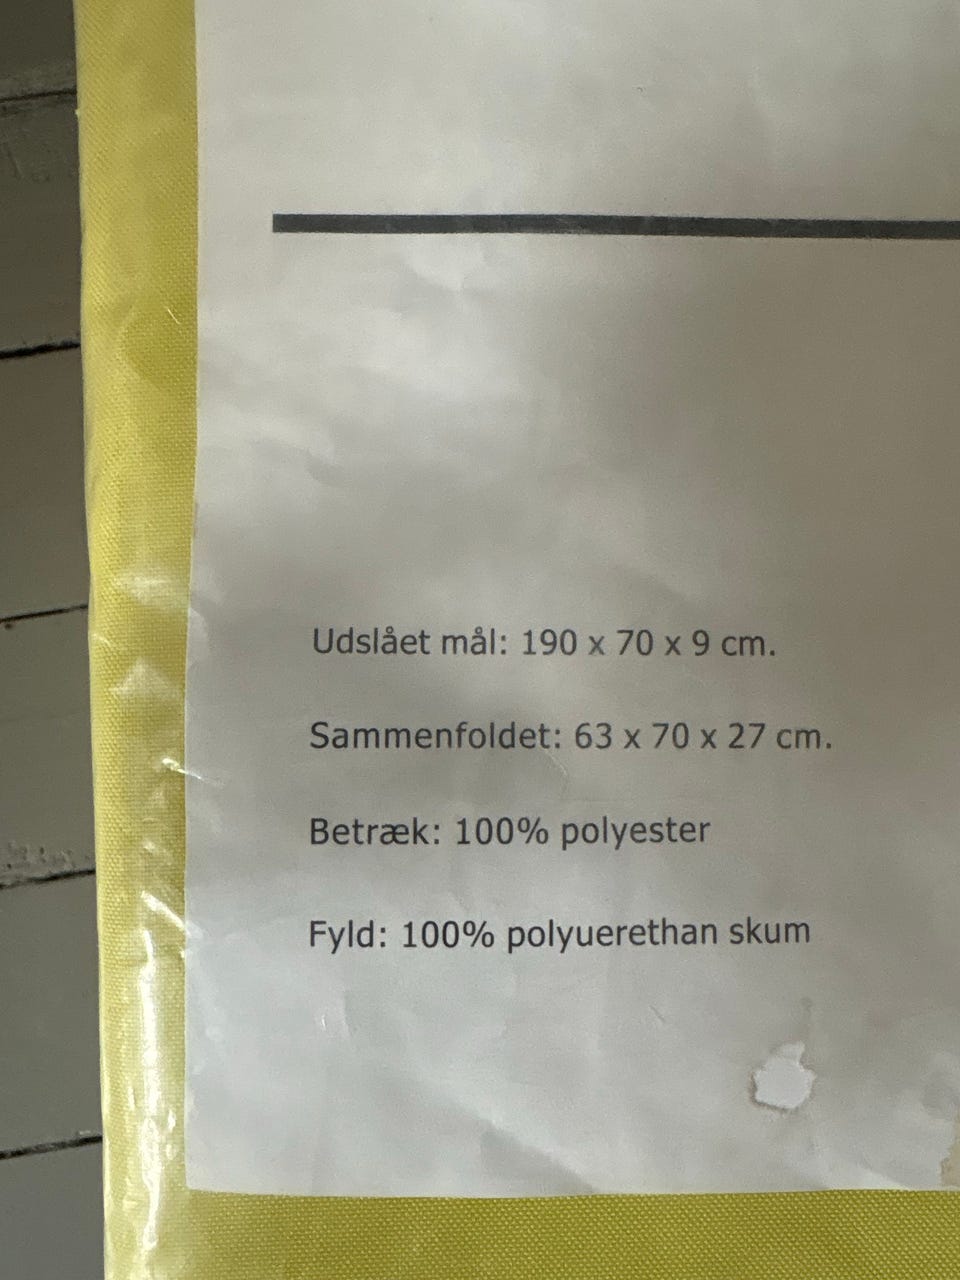 Udslået mål: 190 x 70 x 9 cm.
Sammenfoldet: 63 x 70 x 27 cm.
Betræk: 100% polyester
Fyld: 100% polyuerethan skum